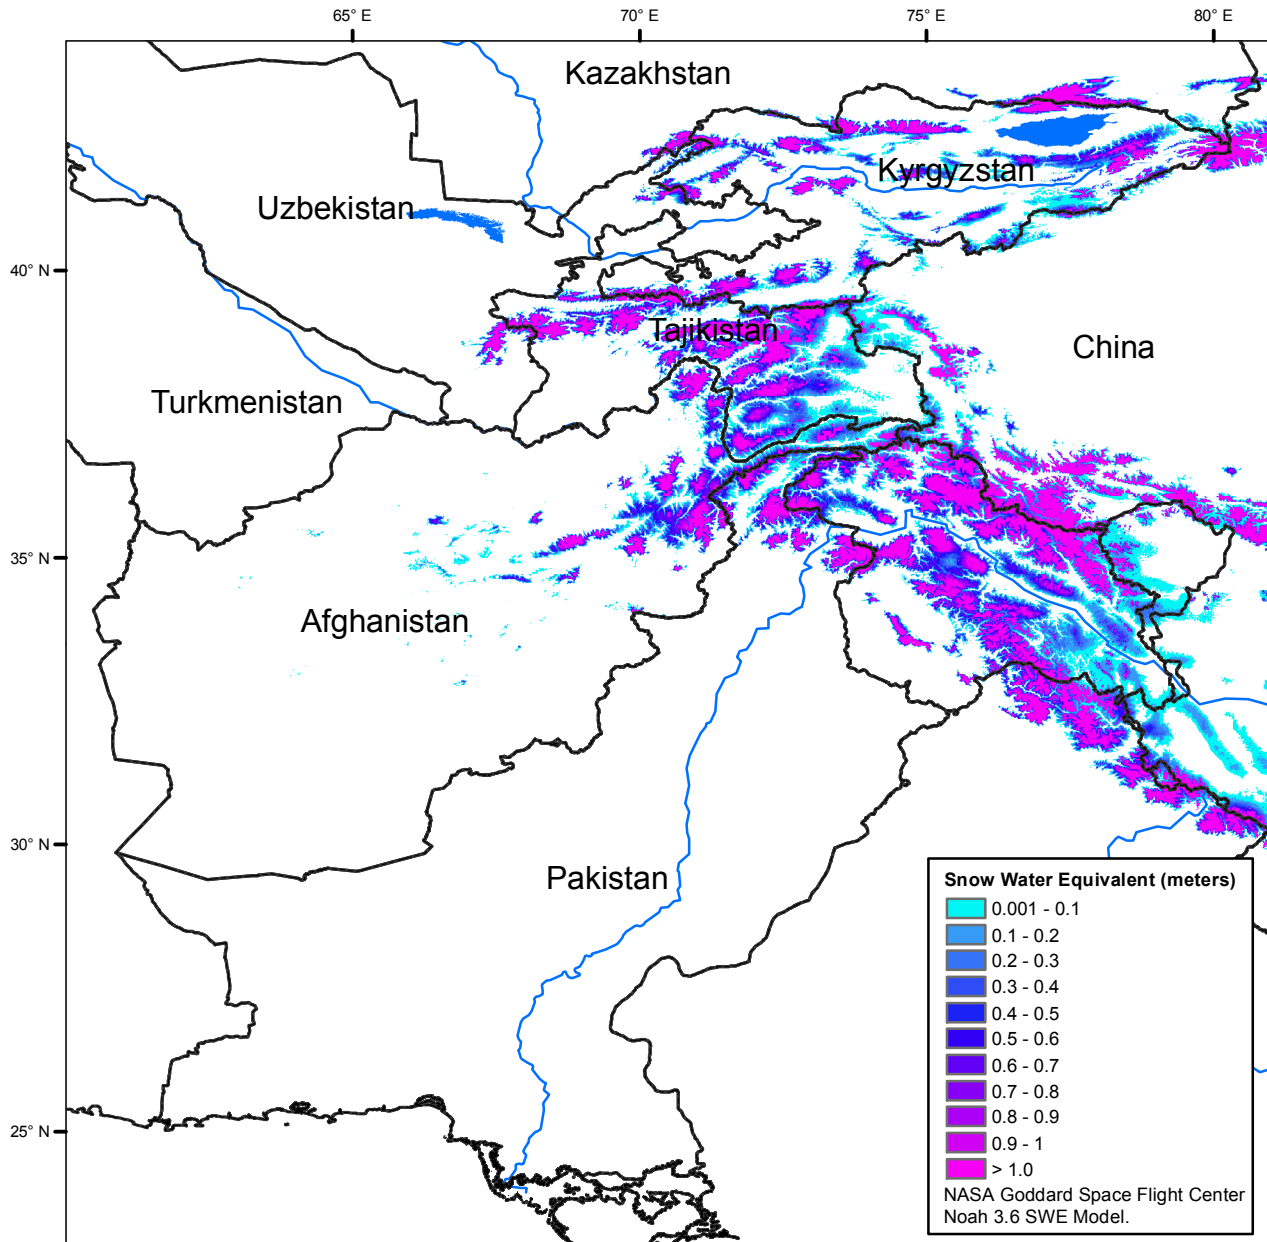 65° E
70° E
75° E
80° E
Kazakhstan
Kyrgyzstan
Uzbekistan
40° N
Tajikistan
China
Turkmenistan
35° N
Afghanistan
30° N
Pakistan
25° N
Snow Water Equivalent (meters)
0.001 - 0.1
0.1 - 0.2
0.2 - 0.3
0.3 - 0.4
0.4 - 0.5
0.5 - 0.6
0.6 - 0.7
0.7 - 0.8
0.8 - 0.9
0.9 - 1
> 1.0
NASA Goddard Space Flight Center
Noah 3.6 SWE Model.